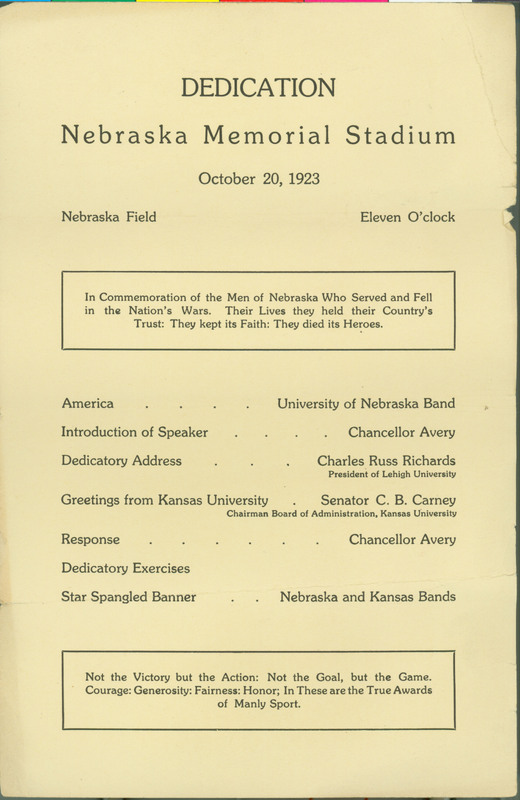 DEDICATION
Nebraska Memorial Stadium
October 20, 1923
Nebraska Field Eleven O'clock
In Commemoration of the Men of Nebraska Who Served and Fell
in the Nation's Wars. Their Lives they held their Country's
Trust: They kept its Faith: They died its Heroes.
America . . . . University of Nebraska Band
Introduction of Speaker . . . . Chancellor Avery
Dedicatory Address . . . Charles Russ Richards
President of Lehigh University
Greetings from Kansas University . Senator C. B. Carney
Chairman Board of Administration, Kansas University
Response . . . . . . Chancellor Avery
Dedicatory Exercises
Star Spangled Banner . . Nebraska and Kansas Bands
Not the Victory but the Action: Not the Goal, but the Game.
Courage: Generosity: Fairness: Honor; In These are the True Awards
of Manly Sport.